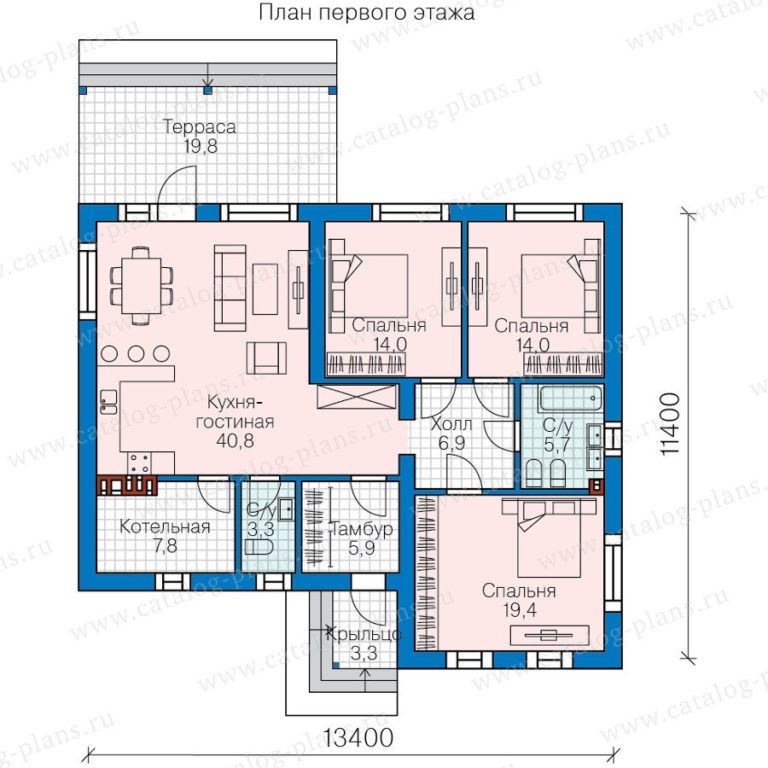 План первого этажа
Терраса
19,8
Спальня
14,0
Спальня
14,0
Кухня-
гостиная
40,8
Холл
6,9
С/у
5,7
11400
Котельная
7,8
С/у
3,3
Тамбур
5,9
Спальня
19,4
Крыльцо
3,3
13400
www.catalog-plans.ru